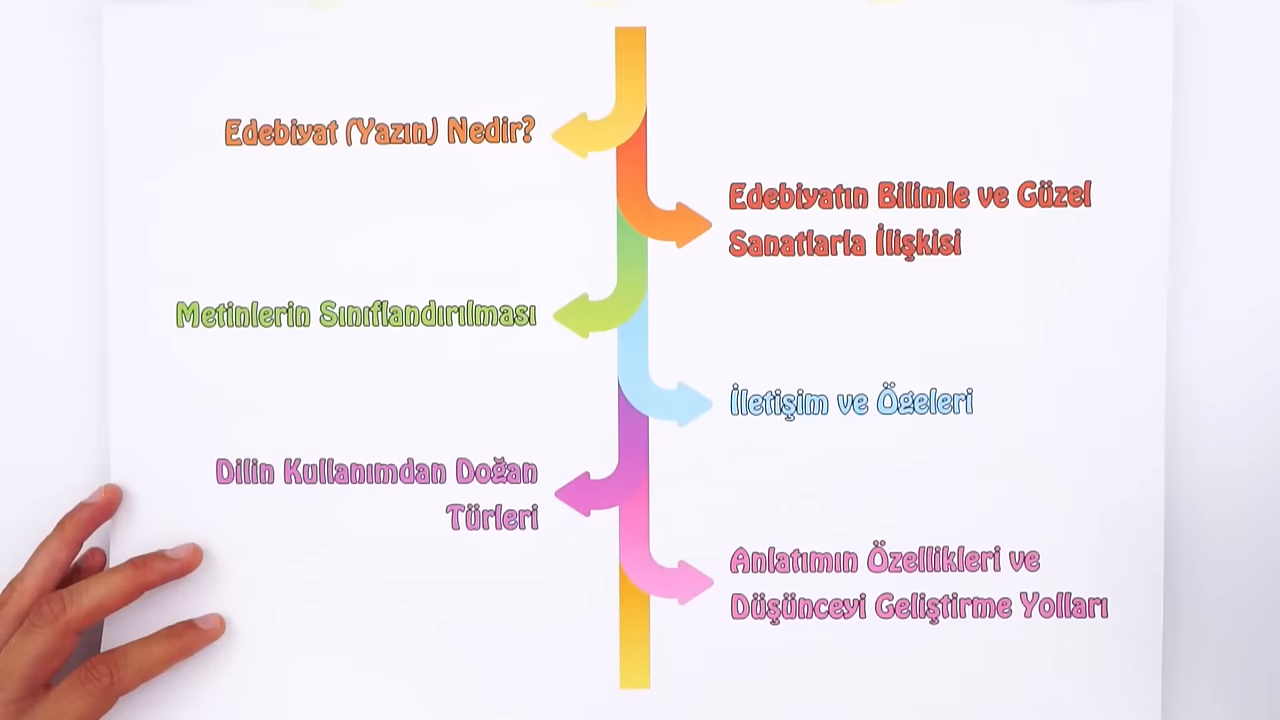 Edebiyat (Yazın) Nedir?
Edebiyatın Bilimle ve Güzel
Sanatlarla İlişkisi
Metinlerin Sınıflandırılması
İletişim ve Ögeleri
Dilin Kullanımdan Doğan
Türleri
Anlatımın Özellikleri ve
Düşünceyi Geliştirme Yolları